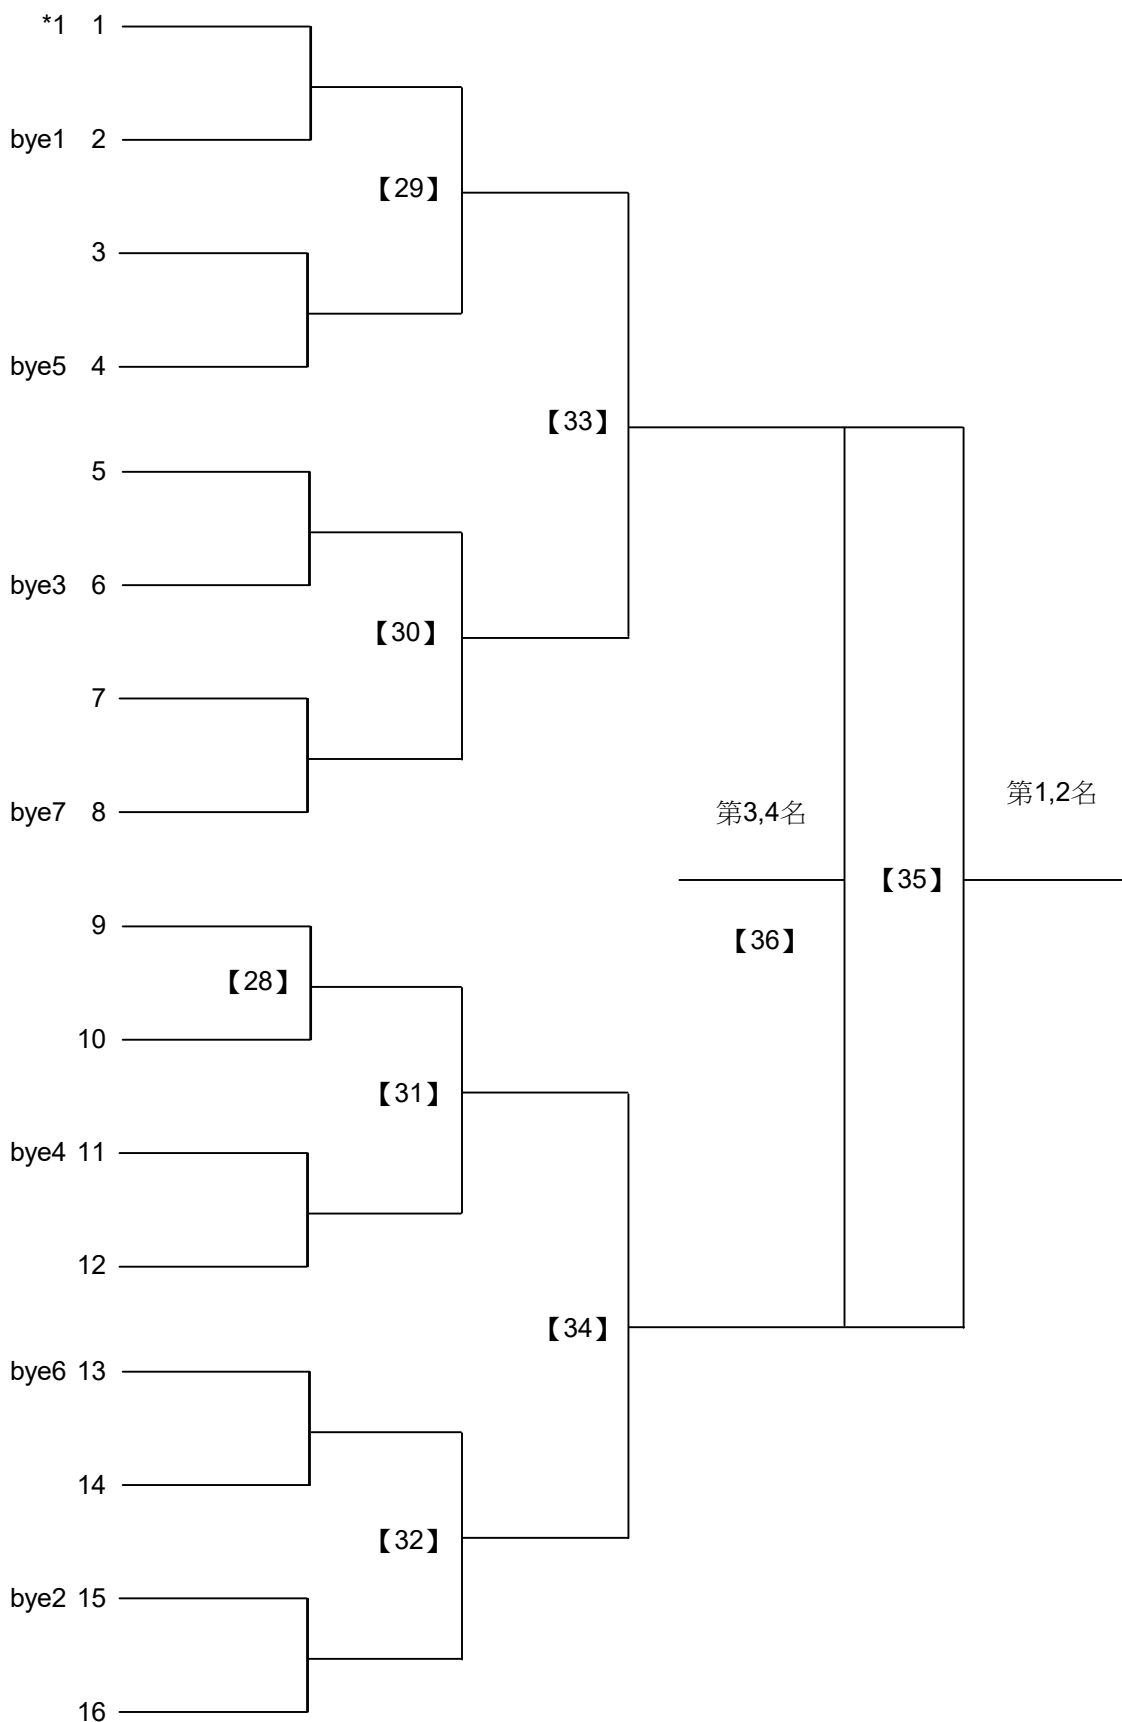 *1 1
bye1 2
【29】
3
bye5 4
【33】
5
bye3 6
【30】
7
bye7 8
第3,4名
第1,2名
【35】
9
【36】
【28】
10
【31】
bye4 11
12
【34】
bye6 13
14
【32】
bye2 15
16